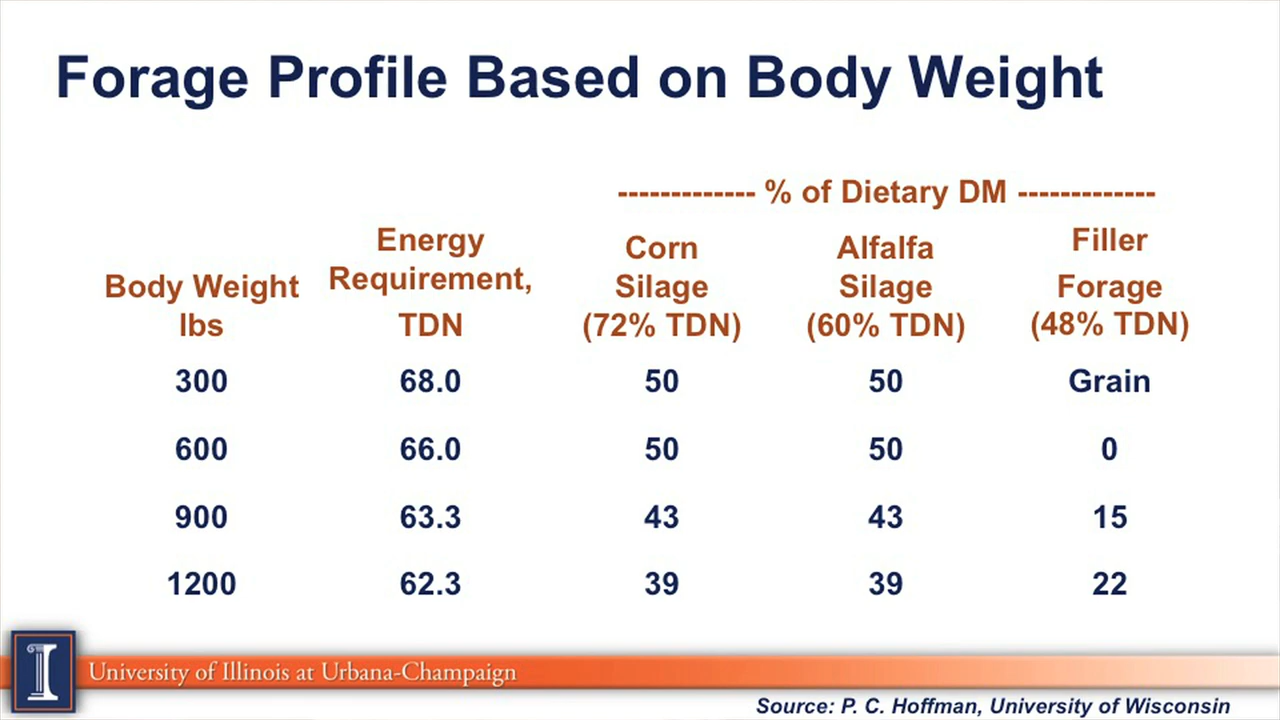 Forage Profile Based on Body Weight
------------- % of Dietary DM -------------
Body Weight
lbs
Energy
Requirement,
TDN
Corn
Silage
(72% TDN)
Alfalfa
Silage
(60% TDN)
Filler
Forage
(48% TDN)
300 68.0 50 50 Grain
600 66.0 50 50 0
900 63.3 43 43 15
1200 62.3 39 39 22
University of Illinois at Urbana-Champaign
Source: P. C. Hoffman, University of Wisconsin